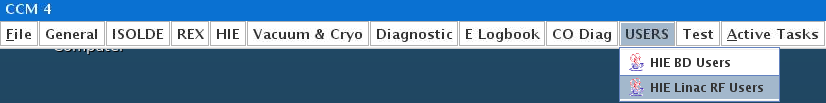 CCM 4
File General ISOLDE REX HIE Vacuum & Cryo Diagnostic E Logbook CO Diag USERS Test Active Tasks
Computer
HIE BD Users
HIE Linac RF Users